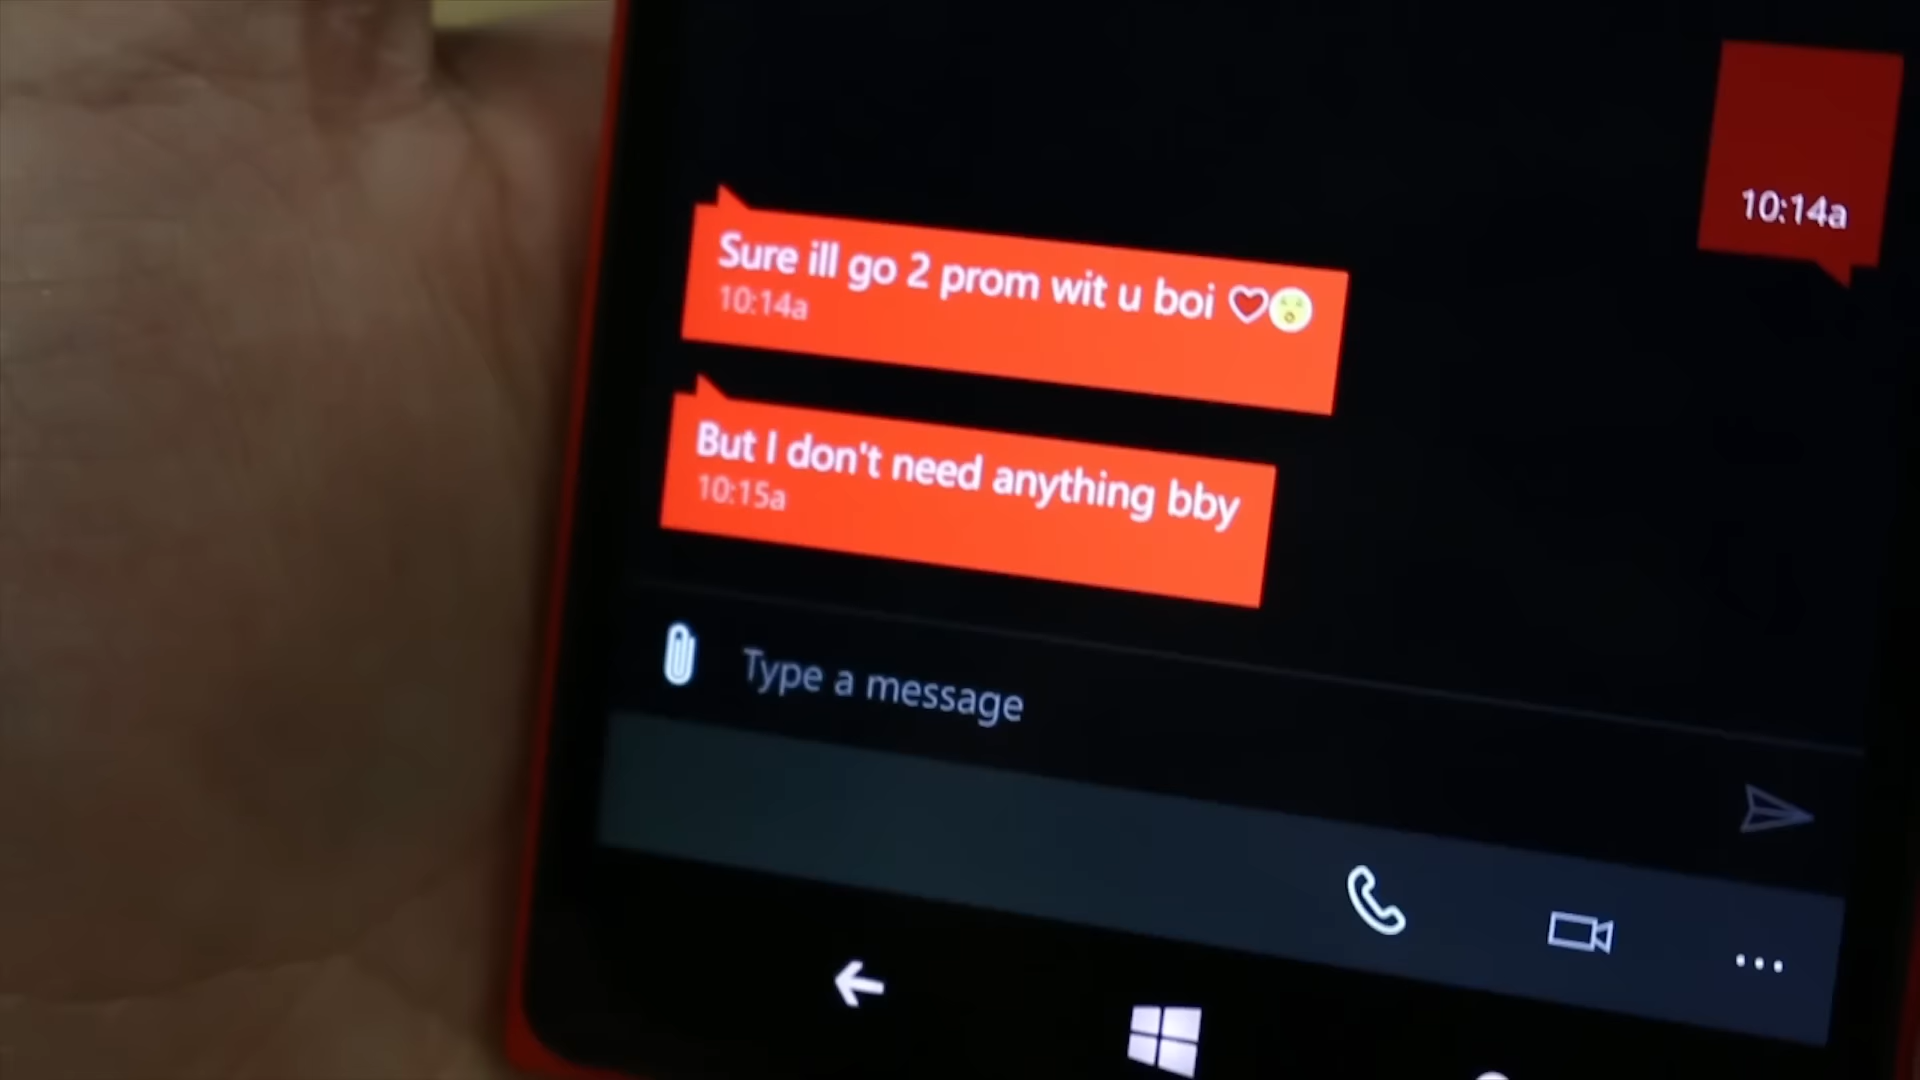 10:14a
Sure ill go 2 prom wit u boi ❤😯
10:14a
But I don't need anything bby
10:15a
Type a message